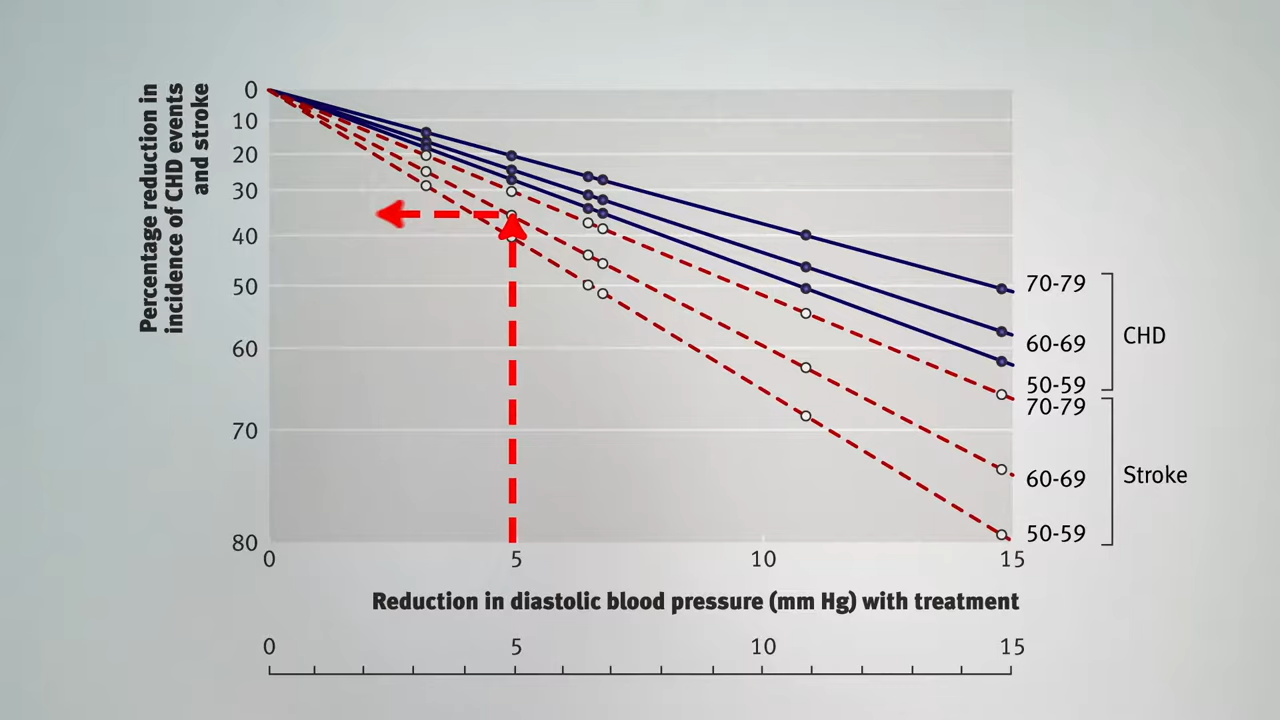 Percentage reduction in
incidence of CHD events
and stroke
0
10
20
30
40
50
60
70
80
0 5 10 15
70-79
60-69
50-59
CHD
70-79
60-69
50-59
Stroke
Reduction in diastolic blood pressure (mm Hg) with treatment
0 5 10 15